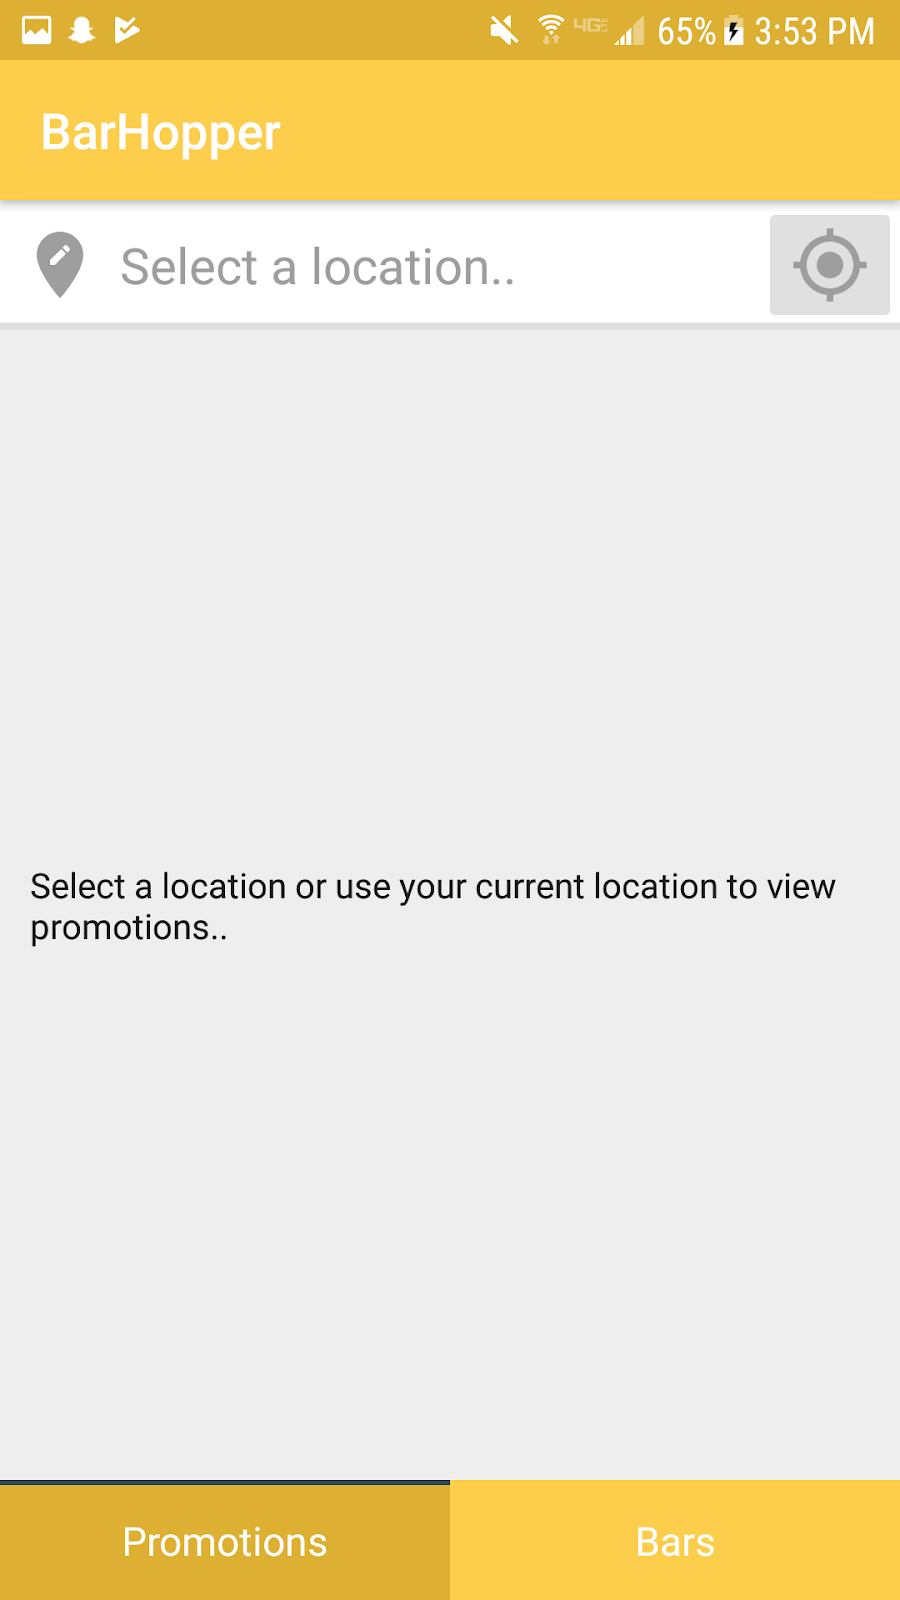 4G 65% 3:53 PM
BarHopper
Select a location..
Select a location or use your current location to view
promotions..
Promotions
Bars